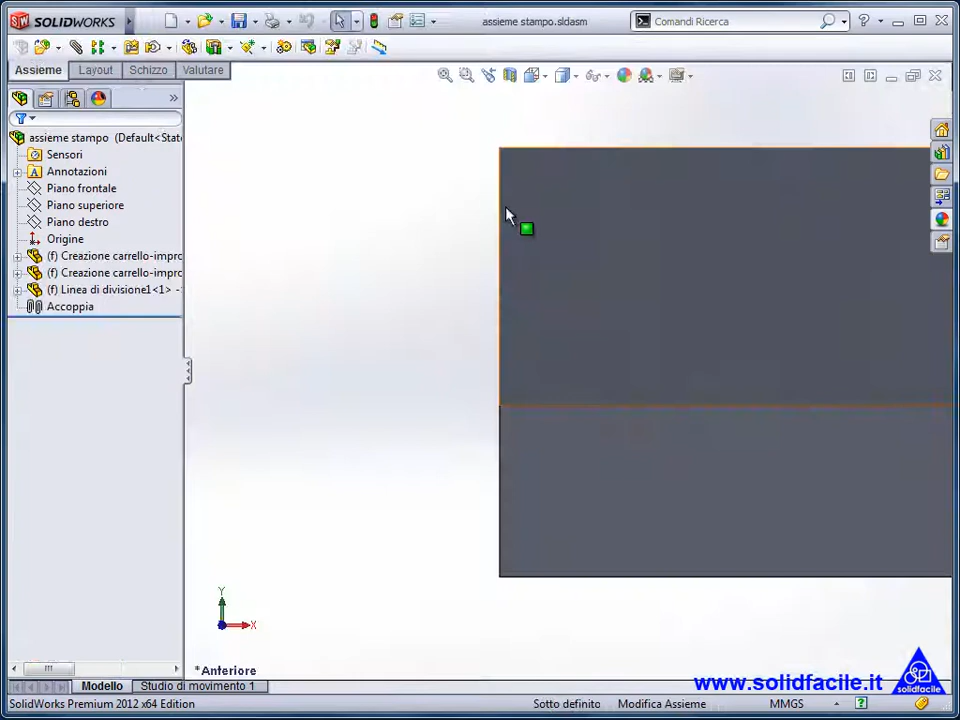 SOLIDWORKS
assieme stampo.sldasm
Comandi Ricerca
Assieme
Layout
Schizzo
Valutare
assieme stampo (Default<Stat
Sensori
Annotazioni
Piano frontale
Piano superiore
Piano destro
Origine
(f) Creazione carrello-impro
(f) Creazione carrello-impro
(f) Linea di divisione1<1> -
Accoppia
Y
X
*Anteriore
www.solidfacile.it
solidfacile
Modello
Studio di movimento 1
SolidWorks Premium 2012 x64 Edition
Sotto definito
Modifica Assieme
MMGS